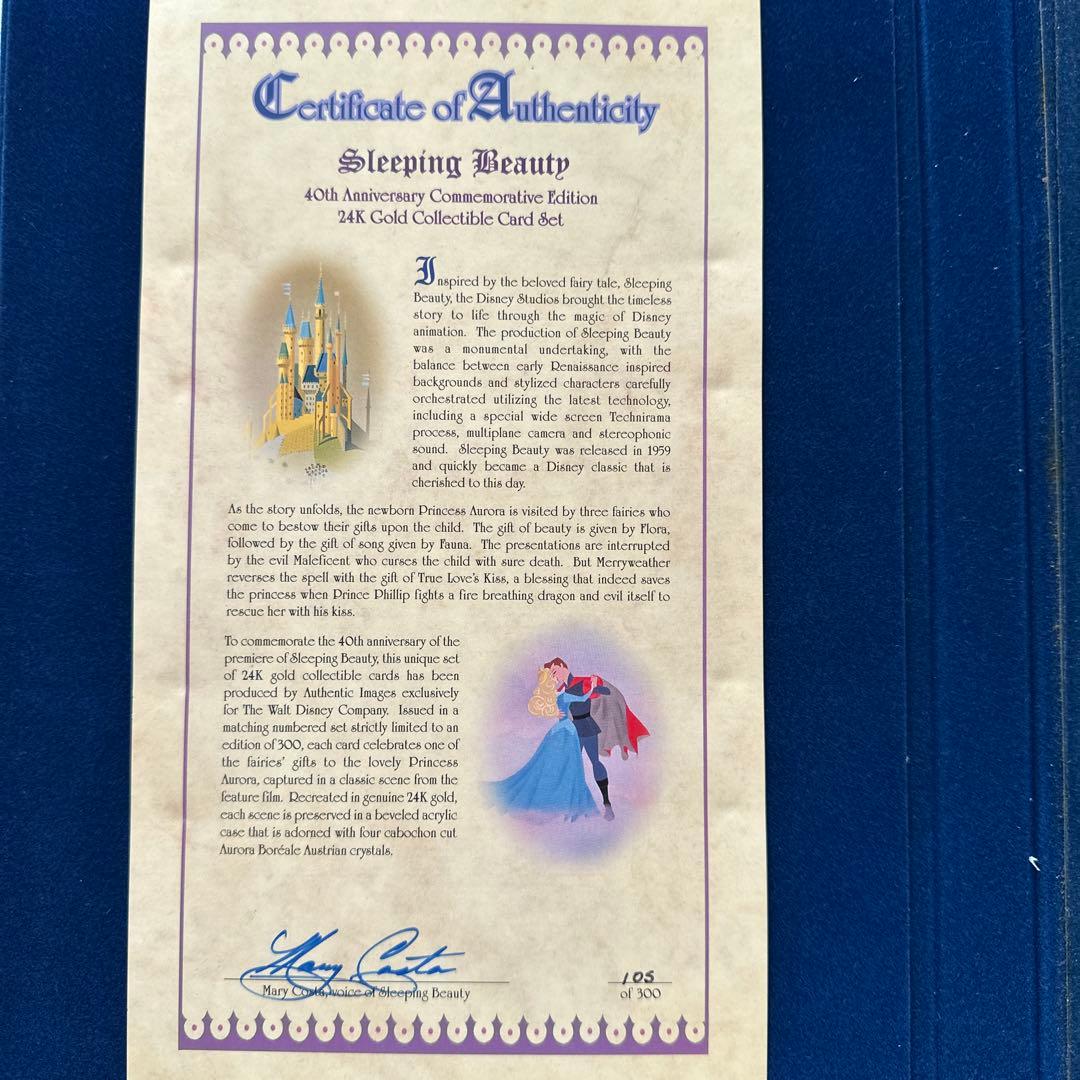 Certificate of Authenticity
Sleeping Beauty
40th Anniversary Commemorative Edition
24K Gold Collectible Card Set
Inspired by the beloved fairy tale, Sleeping
Beauty, the Disney Studios brought the timeless
story to life through the magic of Disney
animation. The production of Sleeping Beauty
was a monumental undertaking, with the
balance between early Renaissance inspired
backgrounds and stylized characters carefully
orchestrated utilizing the latest technology,
including a special wide screen Technirama
process, multiplane camera and stereophonic
sound. Sleeping Beauty was released in 1959
and quickly became a Disney classic that is
cherished to this day.
As the story unfolds, the newborn Princess Aurora is visited by three fairies who
come to bestow their gifts upon the child. The gift of beauty is given by Flora,
followed by the gift of song given by Fauna. The presentations are interrupted
by the evil Maleficent who curses the child with sure death. But Merryweather
reverses the spell with the gift of True Love's Kiss, a blessing that indeed saves
the princess when Prince Phillip fights a fire breathing dragon and evil itself to
rescue her with his kiss.
To commemorate the 40th anniversary of the
premiere of Sleeping Beauty, this unique set
of 24K gold collectible cards has been
produced by Authentic Images exclusively
for The Walt Disney Company. Issued in a
matching numbered set strictly limited to an
edition of 300, each card celebrates one of
the fairies' gifts to the lovely Princess
Aurora, captured in a classic scene from the
feature film. Recreated in genuine 24K gold,
each scene is preserved in a beveled acrylic
case that is adorned with four cabochon cut
Aurora Boréale Austrian crystals.
Mary Costa
105
Mary Costa, voice of Sleeping Beauty
of 300